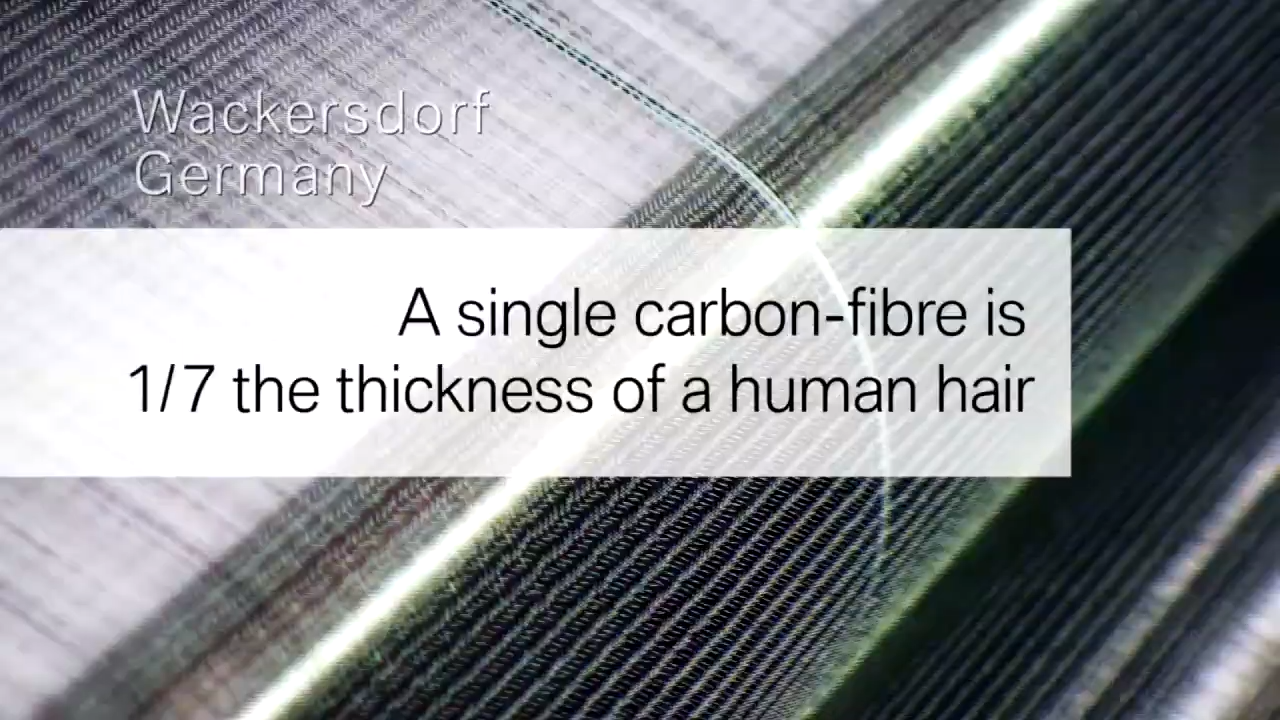 Wackersdorf
Germany
A single carbon-fibre is
1/7 the thickness of a human hair